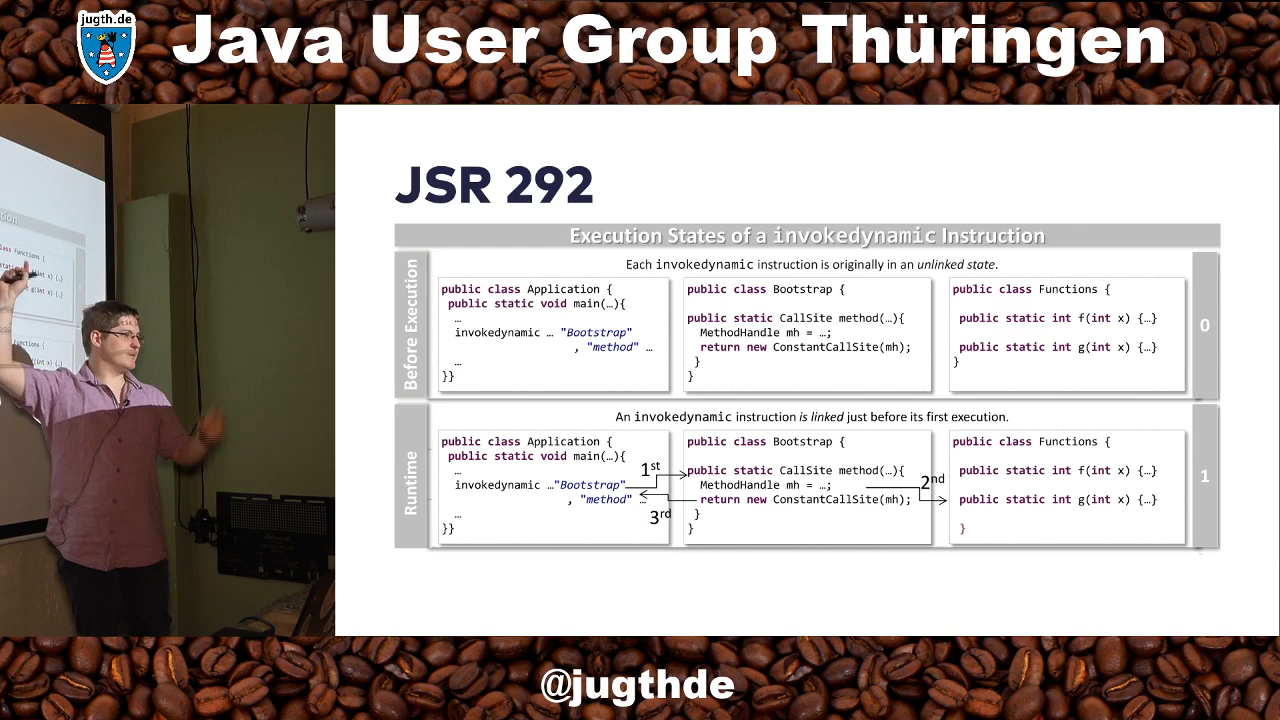 jugth.de
Java User Group Thüringen
JSR 292
Execution States of a invokedynamic Instruction
Before Execution
Each invokedynamic instruction is originally in an unlinked state.
public class Application {
public static void main(…){
…
invokedynamic … "Bootstrap"
, "method" …
…
}}
public class Bootstrap {
public static CallSite method(…){
MethodHandle mh = …;
return new ConstantCallSite(mh);
}
}
public class Functions {
public static int f(int x) {…}
public static int g(int x) {…}
}
0
Runtime
An invokedynamic instruction is linked just before its first execution.
public class Application {
public static void main(…){
…
invokedynamic …"Bootstrap"
, "method" …
…
}}
1st
3rd
public class Bootstrap {
public static CallSite method(…){
MethodHandle mh = …;
return new ConstantCallSite(mh);
}
}
2nd
public class Functions {
public static int f(int x) {…}
public static int g(int x) {…}
}
1
@jugthde